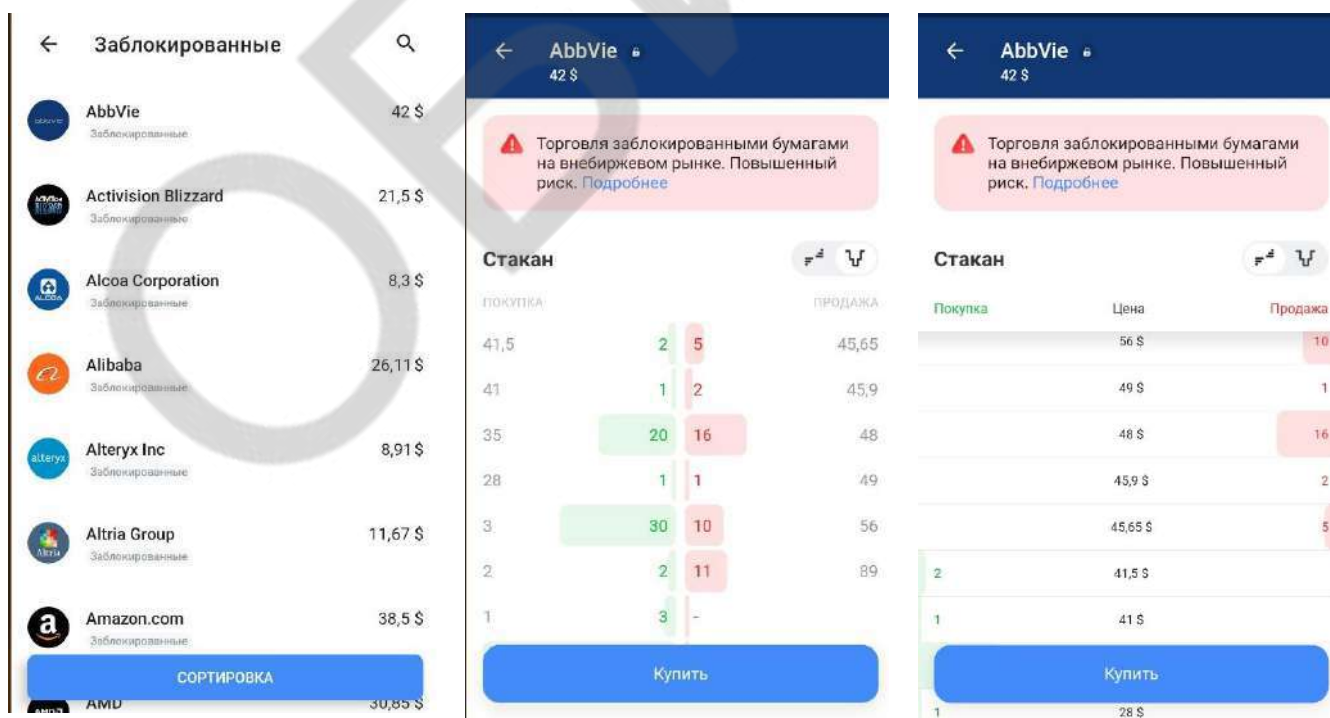 Заблокированные
AbbVie
42 $
Заблокированные
Activision Blizzard
21,5 $
Заблокированные
Alcoa Corporation
8,3 $
Заблокированные
Alibaba
26,11 $
Заблокированные
alteryx
Alteryx Inc
8,91 $
Заблокированные
Altria
Altria Group
11,67 $
Заблокированные
a
Amazon.com
38,5 $
Заблокированные
СОРТИРОВКА
AMD
30,85 $
AbbVie
42 $
Торговля заблокированными бумагами
на внебиржевом рынке. Повышенный
риск. Подробнее
Стакан
ПОКУПКА ПРОДАЖА
41,5 2 5 45,65
41 1 2 45,9
35 20 16 48
28 1 1 49
3 30 10 56
2 2 11 89
1 3 -
Купить
AbbVie
42 $
Торговля заблокированными бумагами
на внебиржевом рынке. Повышенный
риск. Подробнее
Стакан
Покупка Цена Продажа
56 $ 10
49 $ 1
48 $ 16
45,9 $ 2
45,65 $ 5
2 41,5 $
1 41 $
Купить
1 28 $